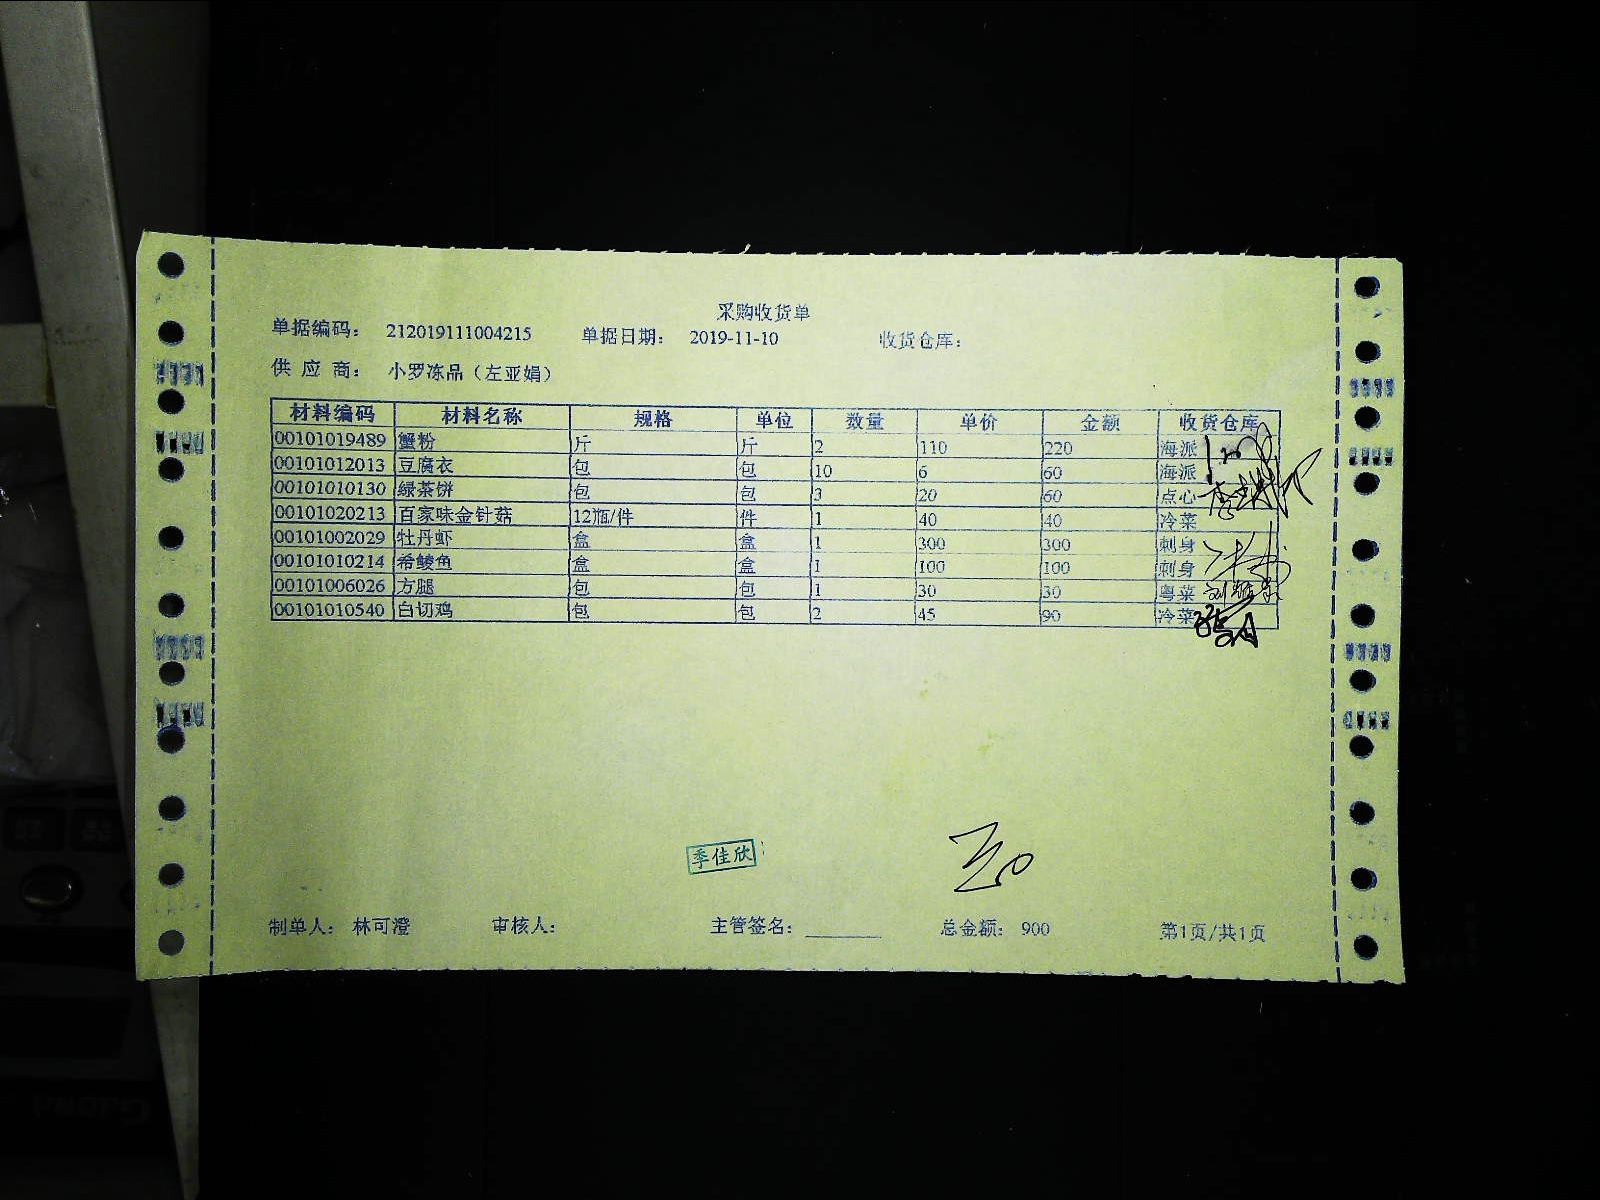 采购收货单
单据编码： 212019111004215 单据日期： 2019-11-10 收货仓库：
供 应 商： 小罗冻品（左亚娟）
材料编码 材料名称 规格 单位 数量 单价 金额 收货仓库
00101019489 蟹粉 斤 斤 2 110 220 海派
00101012013 豆腐衣 包 包 10 6 60 海派
00101010130 绿茶饼 包 包 3 20 60 点心
00101020213 百家味金针菇 12瓶/件 件 1 40 40 冷菜
00101002029 牡丹虾 盒 盒 1 300 300 刺身
00101010214 希鲮鱼 盒 盒 1 100 100 刺身
00101006026 方腿 包 包 1 30 30 粤菜
00101010540 白切鸡 包 包 2 45 90 冷菜
季佳欣
制单人： 林可澄 审核人： 主管签名： 总金额： 900 第1页/共1页